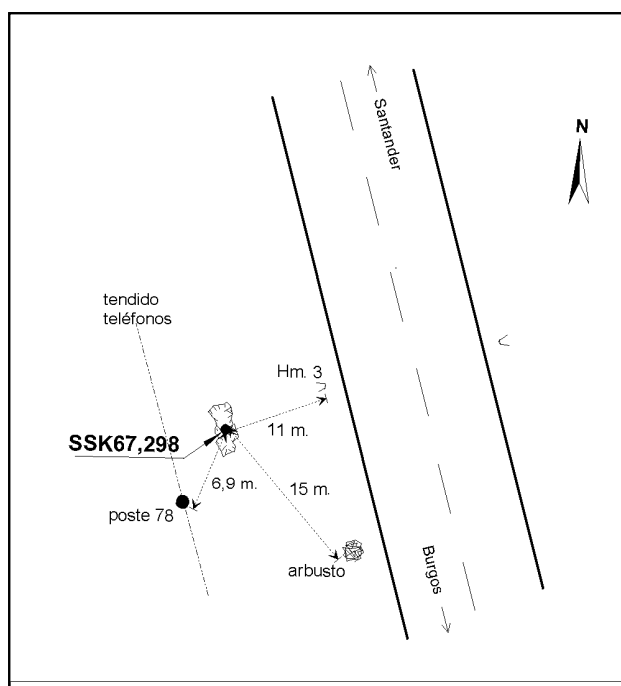 Santander
N
tendido
teléfonos
Hm. 3
11 m.
SSK67,298
6,9 m.
15 m.
poste 78
arbusto
Burgos